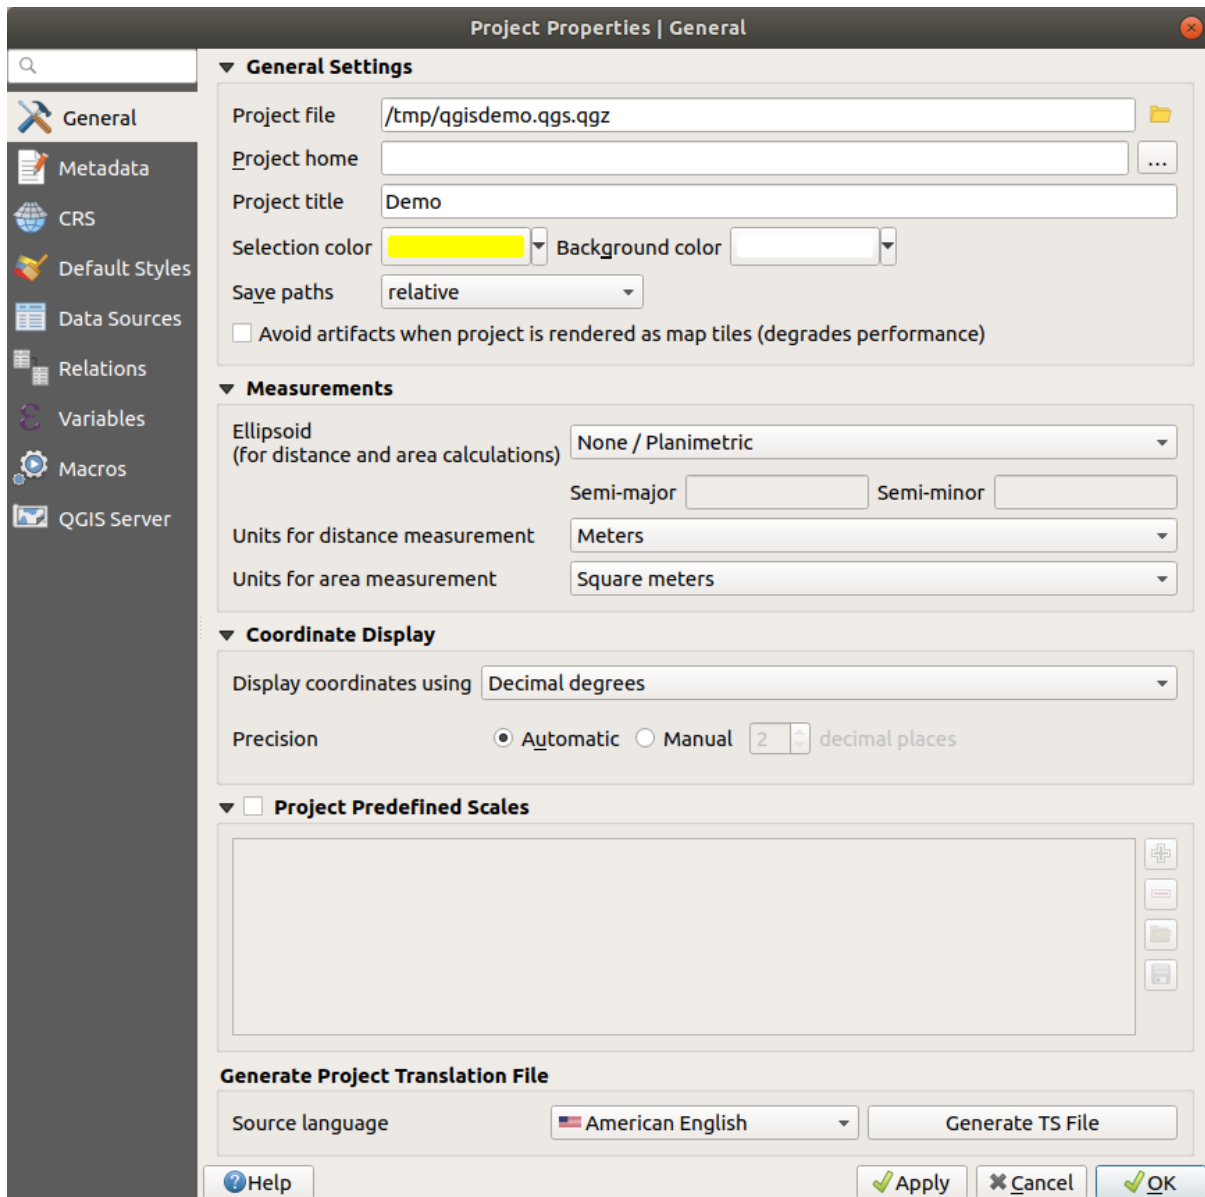 Project Properties | General
General
Metadata
CRS
Default Styles
Data Sources
Relations
Variables
Macros
QGIS Server
General Settings
Project file /tmp/qgisdemo.qgs.qgz
Project home ...
Project title Demo
Selection color Background color
Save paths relative
Avoid artifacts when project is rendered as map tiles (degrades performance)
Measurements
Ellipsoid
(for distance and area calculations) None / Planimetric
Semi-major Semi-minor
Units for distance measurement Meters
Units for area measurement Square meters
Coordinate Display
Display coordinates using Decimal degrees
Precision Automatic Manual 2 decimal places
Project Predefined Scales
Generate Project Translation File
Source language American English Generate TS File
Help Apply Cancel OK